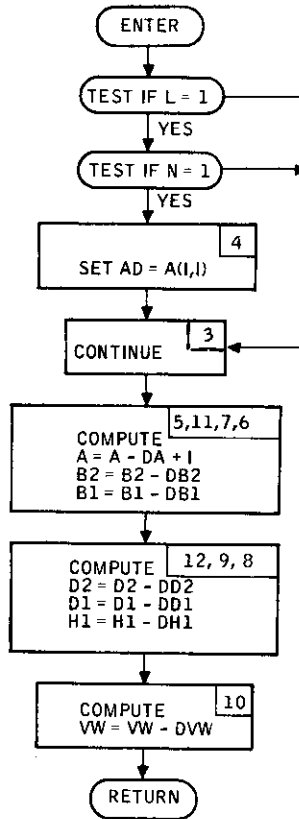 ENTER
TEST IF L = 1
YES
TEST IF N = 1
YES
4
SET AD = A(1,1)
3
CONTINUE
5,11,7,6
COMPUTE
A = A - DA + I
B2 = B2 - DB2
B1 = B1 - DB1
12, 9, 8
COMPUTE
D2 = D2 - DD2
D1 = D1 - DD1
H1 = H1 - DH1
10
COMPUTE
VW = VW - DVW
RETURN